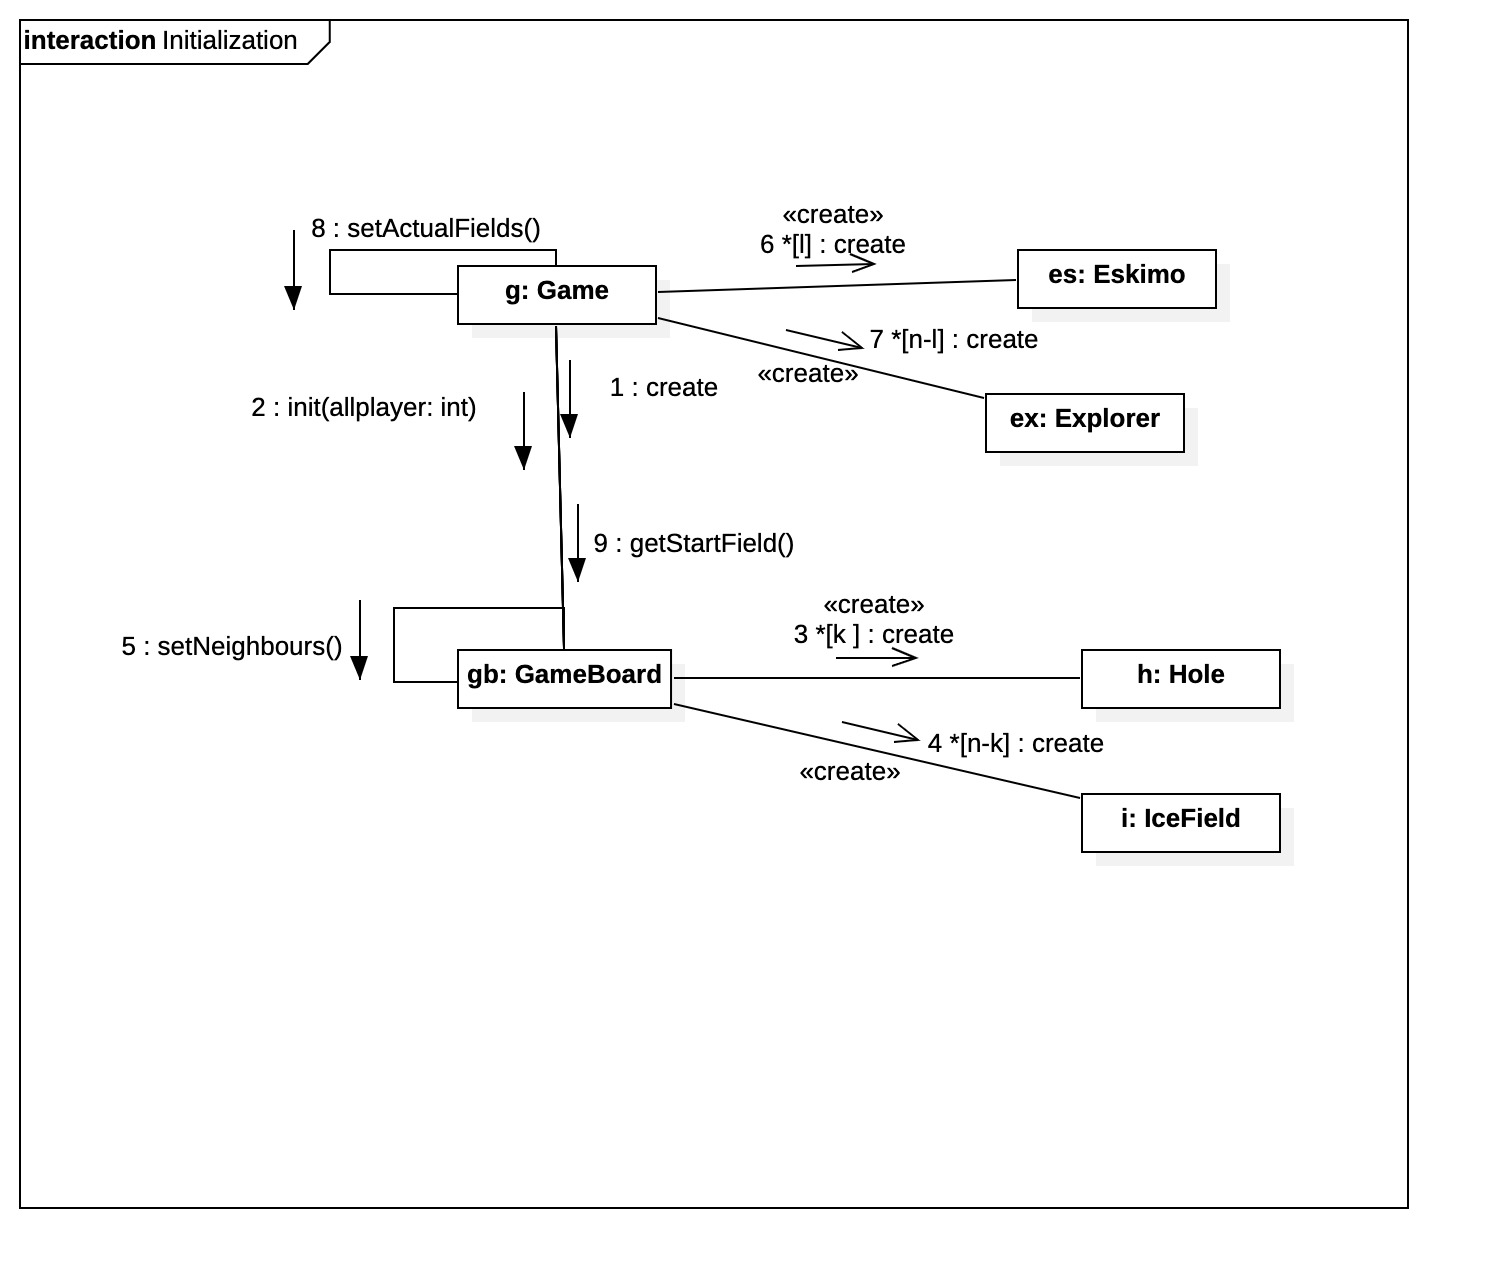 interaction Initialization
8 : setActualFields()
«create»
6 *[l] : create
es: Eskimo
g: Game
7 *[n-l] : create
«create»
1 : create
2 : init(allplayer: int)
ex: Explorer
9 : getStartField()
«create»
3 *[k ] : create
5 : setNeighbours()
gb: GameBoard
h: Hole
4 *[n-k] : create
«create»
i: IceField